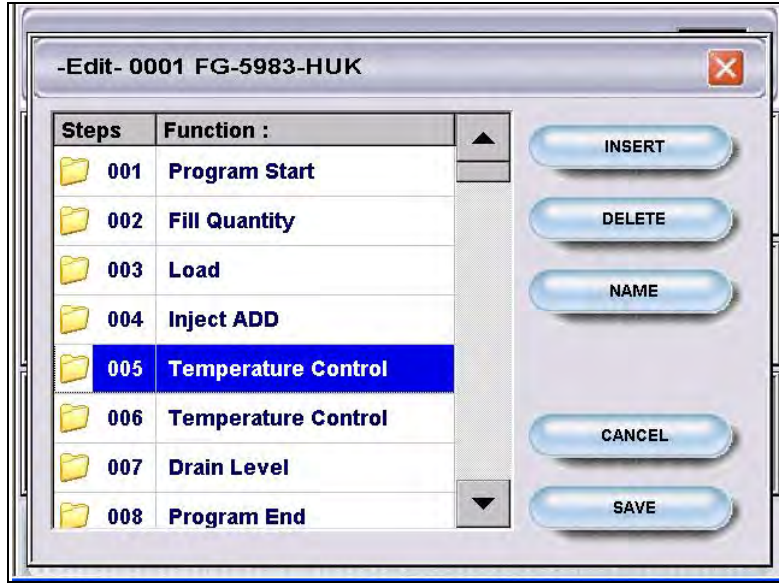 -Edit- 0001 FG-5983-HUK
Steps Function :
001 Program Start
002 Fill Quantity
003 Load
004 Inject ADD
005 Temperature Control
006 Temperature Control
007 Drain Level
008 Program End
INSERT
DELETE
NAME
CANCEL
SAVE